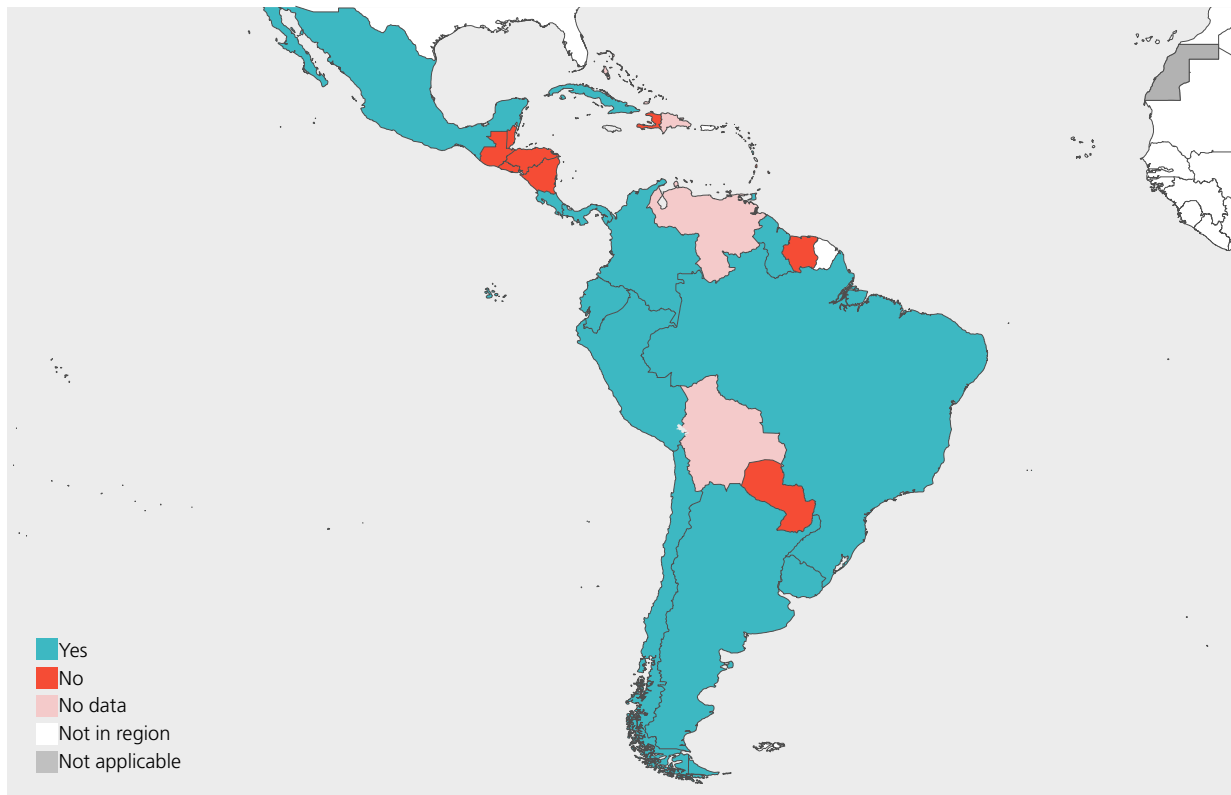 Yes
No
No data
Not in region
Not applicable